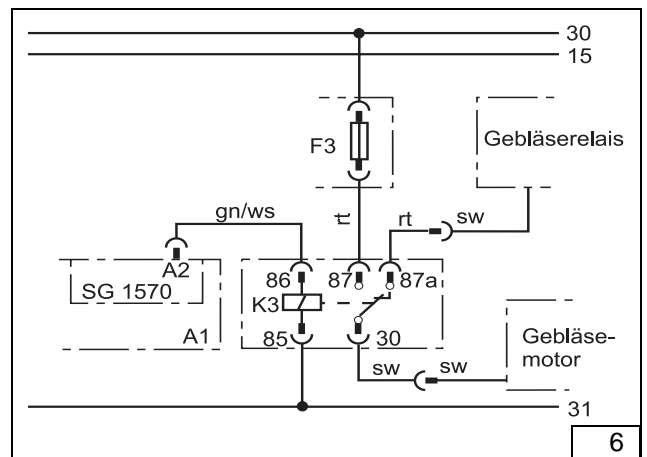 30
15
F3
Gebläserelais
gn/ws
rt
rt
sw
A2
SG 1570
A1
86
87
87a
K3
85
30
Gebläse-
motor
sw
sw
31
6